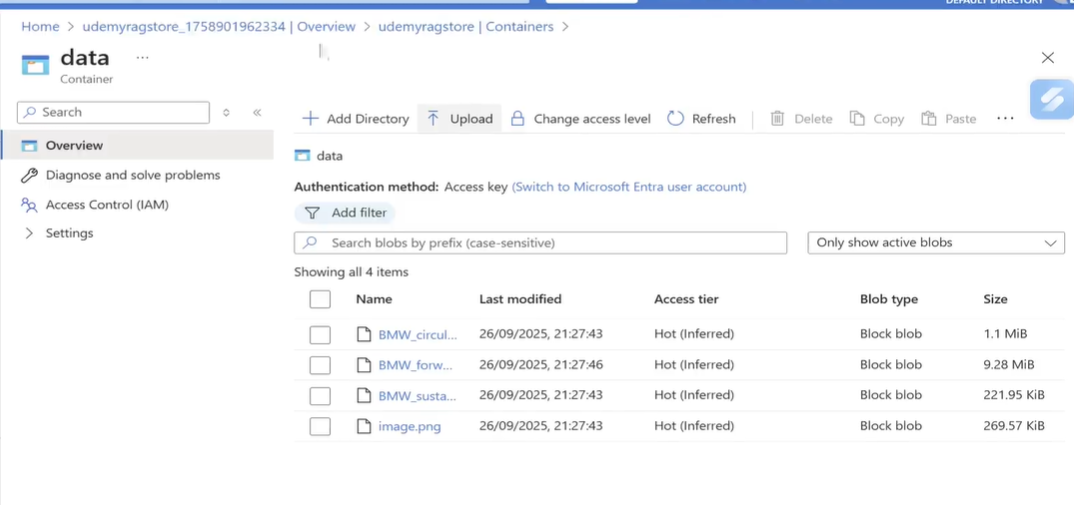 DEFAULT DIRECTORY
Home > udemyragstore_1758901962334 | Overview > udemyragstore | Containers >
data ...
Container
Search
Overview
Diagnose and solve problems
Access Control (IAM)
Settings
Add Directory Upload Change access level Refresh Delete Copy Paste ...
data
Authentication method: Access key (Switch to Microsoft Entra user account)
Add filter
Search blobs by prefix (case-sensitive) Only show active blobs
Showing all 4 items
Name Last modified Access tier Blob type Size
BMW_circul... 26/09/2025, 21:27:43 Hot (Inferred) Block blob 1.1 MiB
BMW_forw... 26/09/2025, 21:27:46 Hot (Inferred) Block blob 9.28 MiB
BMW_susta... 26/09/2025, 21:27:43 Hot (Inferred) Block blob 221.95 KiB
image.png 26/09/2025, 21:27:43 Hot (Inferred) Block blob 269.57 KiB